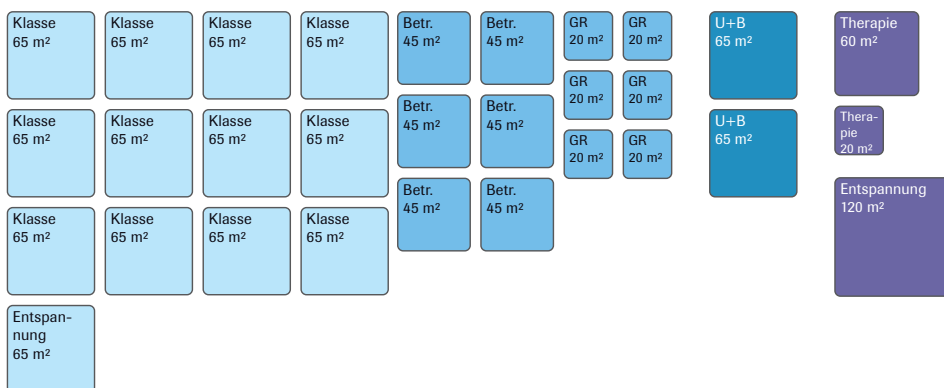 Klasse
65 m²
Klasse
65 m²
Klasse
65 m²
Klasse
65 m²
Betr.
45 m²
Betr.
45 m²
GR
20 m²
GR
20 m²
U+B
65 m²
Therapie
60 m²
GR
20 m²
GR
20 m²
Klasse
65 m²
Klasse
65 m²
Klasse
65 m²
Klasse
65 m²
Betr.
45 m²
Betr.
45 m²
GR
20 m²
GR
20 m²
U+B
65 m²
Thera-
pie
20 m²
Klasse
65 m²
Klasse
65 m²
Klasse
65 m²
Klasse
65 m²
Betr.
45 m²
Betr.
45 m²
Entspannung
120 m²
Entspan-
nung
65 m²